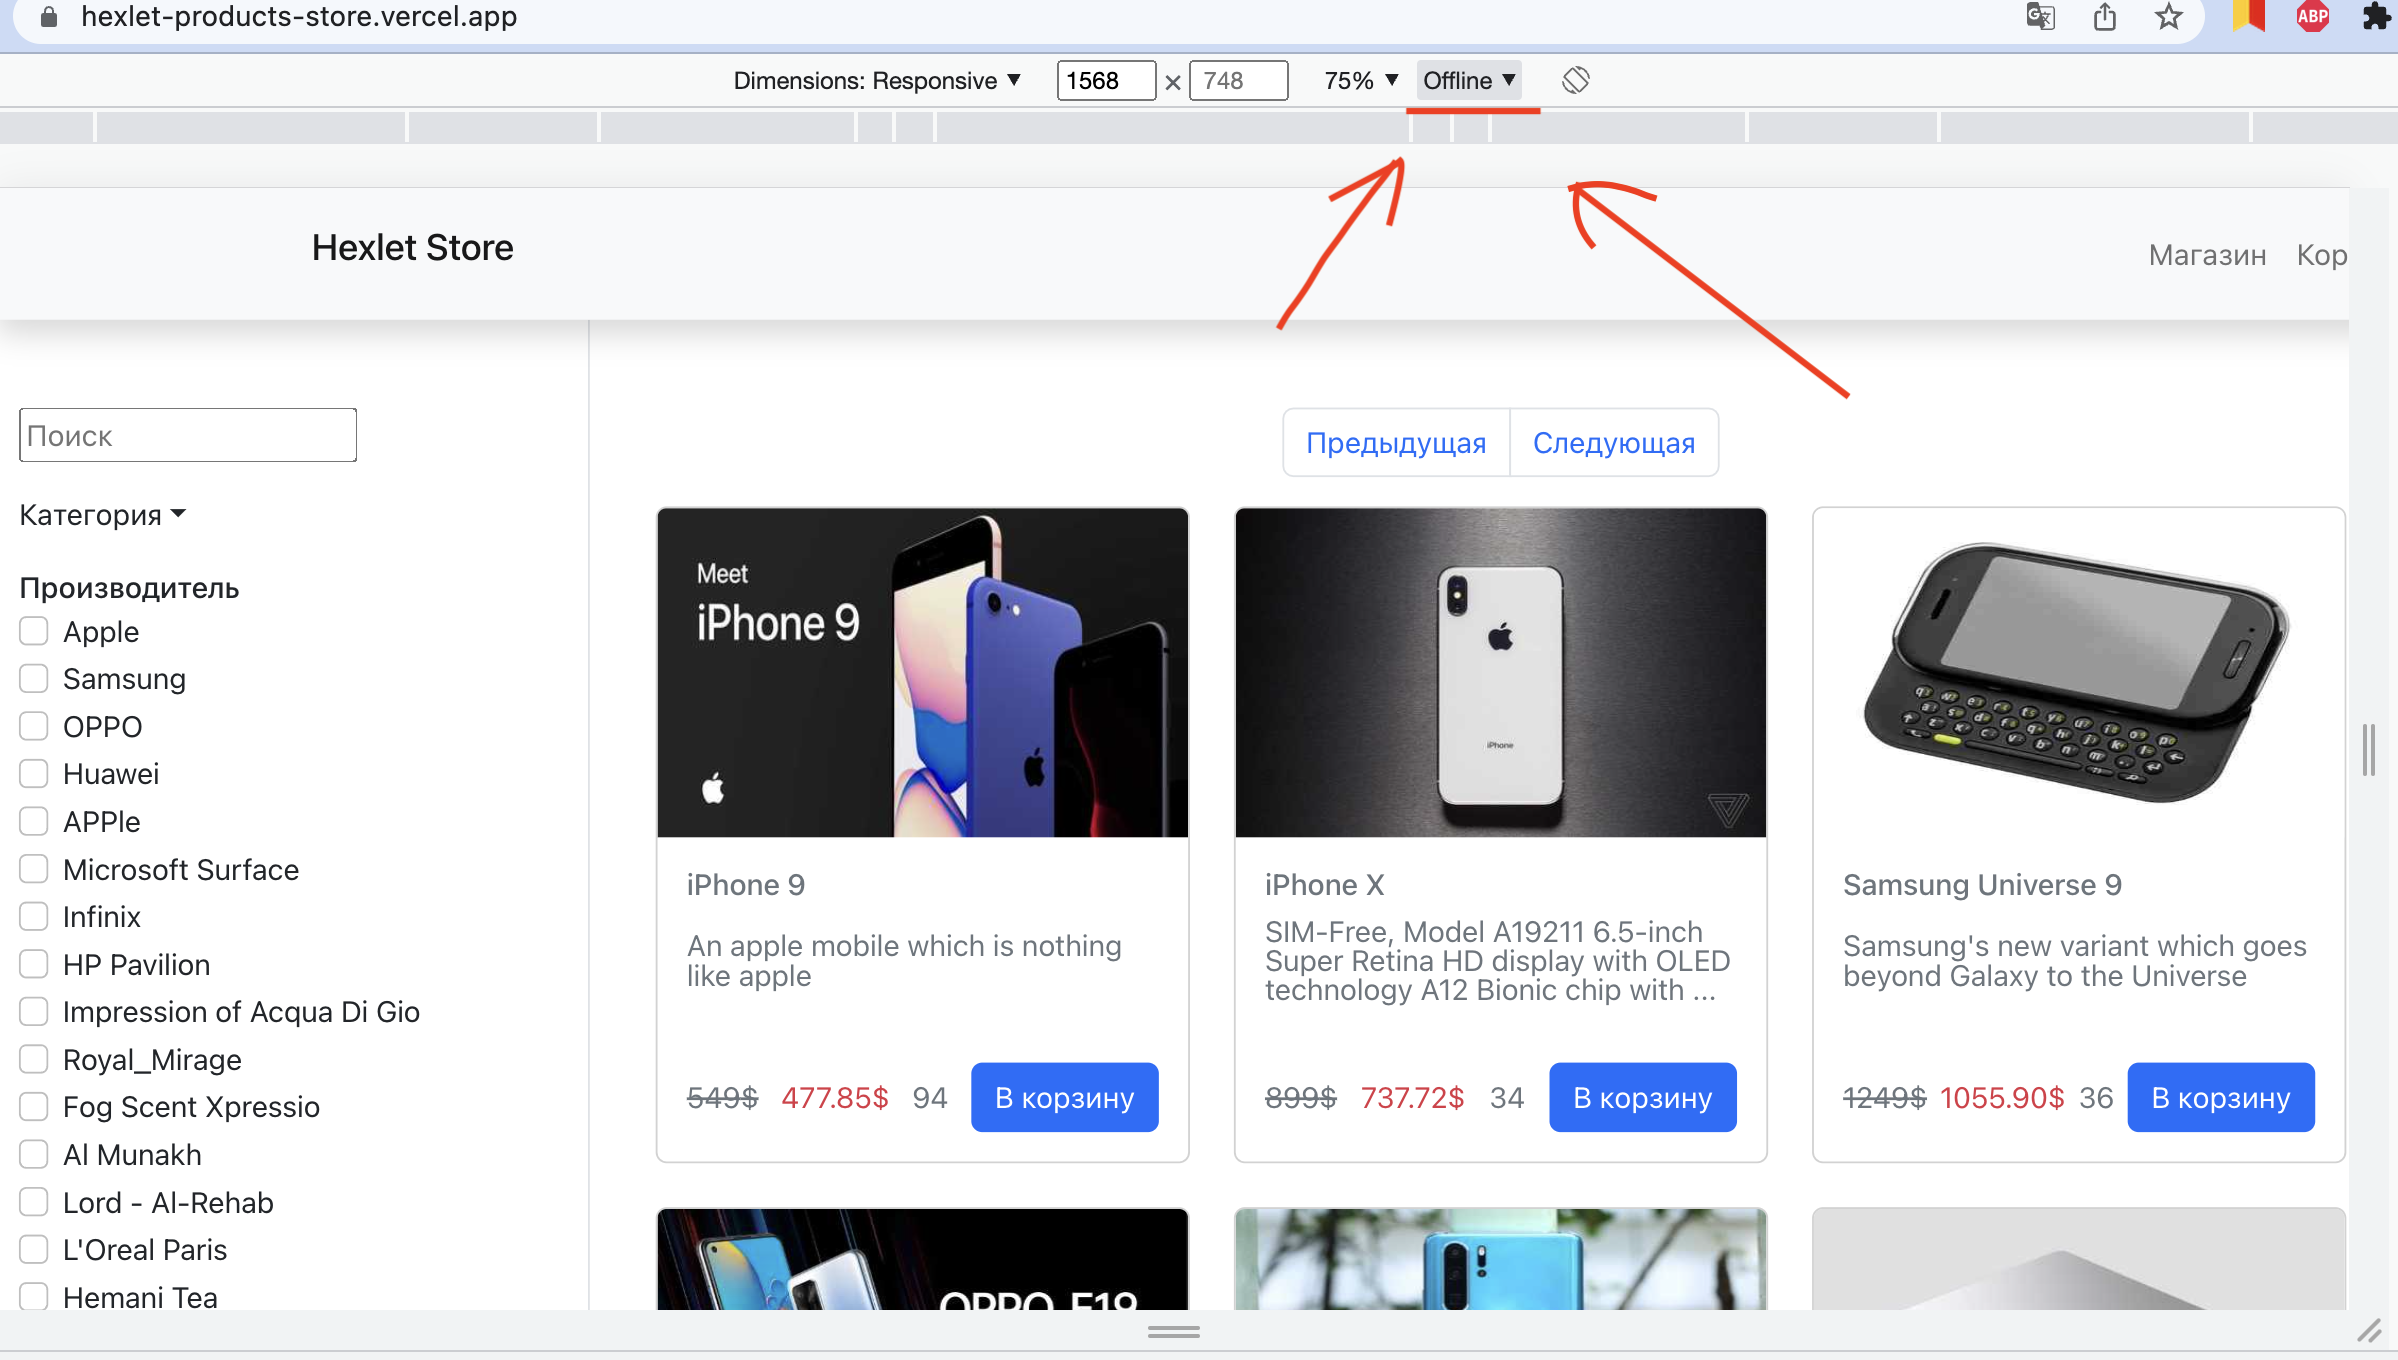 hexlet-products-store.vercel.app
ABP
Dimensions: Responsive 1568 × 748 75% Offline
Hexlet Store
Магазин Кор
Поиск
Предыдущая Следующая
Категория
Производитель
Apple
Samsung
OPPO
Huawei
APPle
Microsoft Surface
Infinix
HP Pavilion
Impression of Acqua Di Gio
Royal_Mirage
Fog Scent Xpressio
Al Munakh
Lord - Al-Rehab
L'Oreal Paris
Hemani Tea
Meet
iPhone 9
iPhone 9
An apple mobile which is nothing
like apple
549$ 477.85$ 94 В корзину
iPhone
iPhone X
SIM-Free, Model A19211 6.5-inch
Super Retina HD display with OLED
technology A12 Bionic chip with ...
899$ 737.72$ 34 В корзину
Samsung Universe 9
Samsung's new variant which goes
beyond Galaxy to the Universe
1249$ 1055.90$ 36 В корзину
OPPO F19